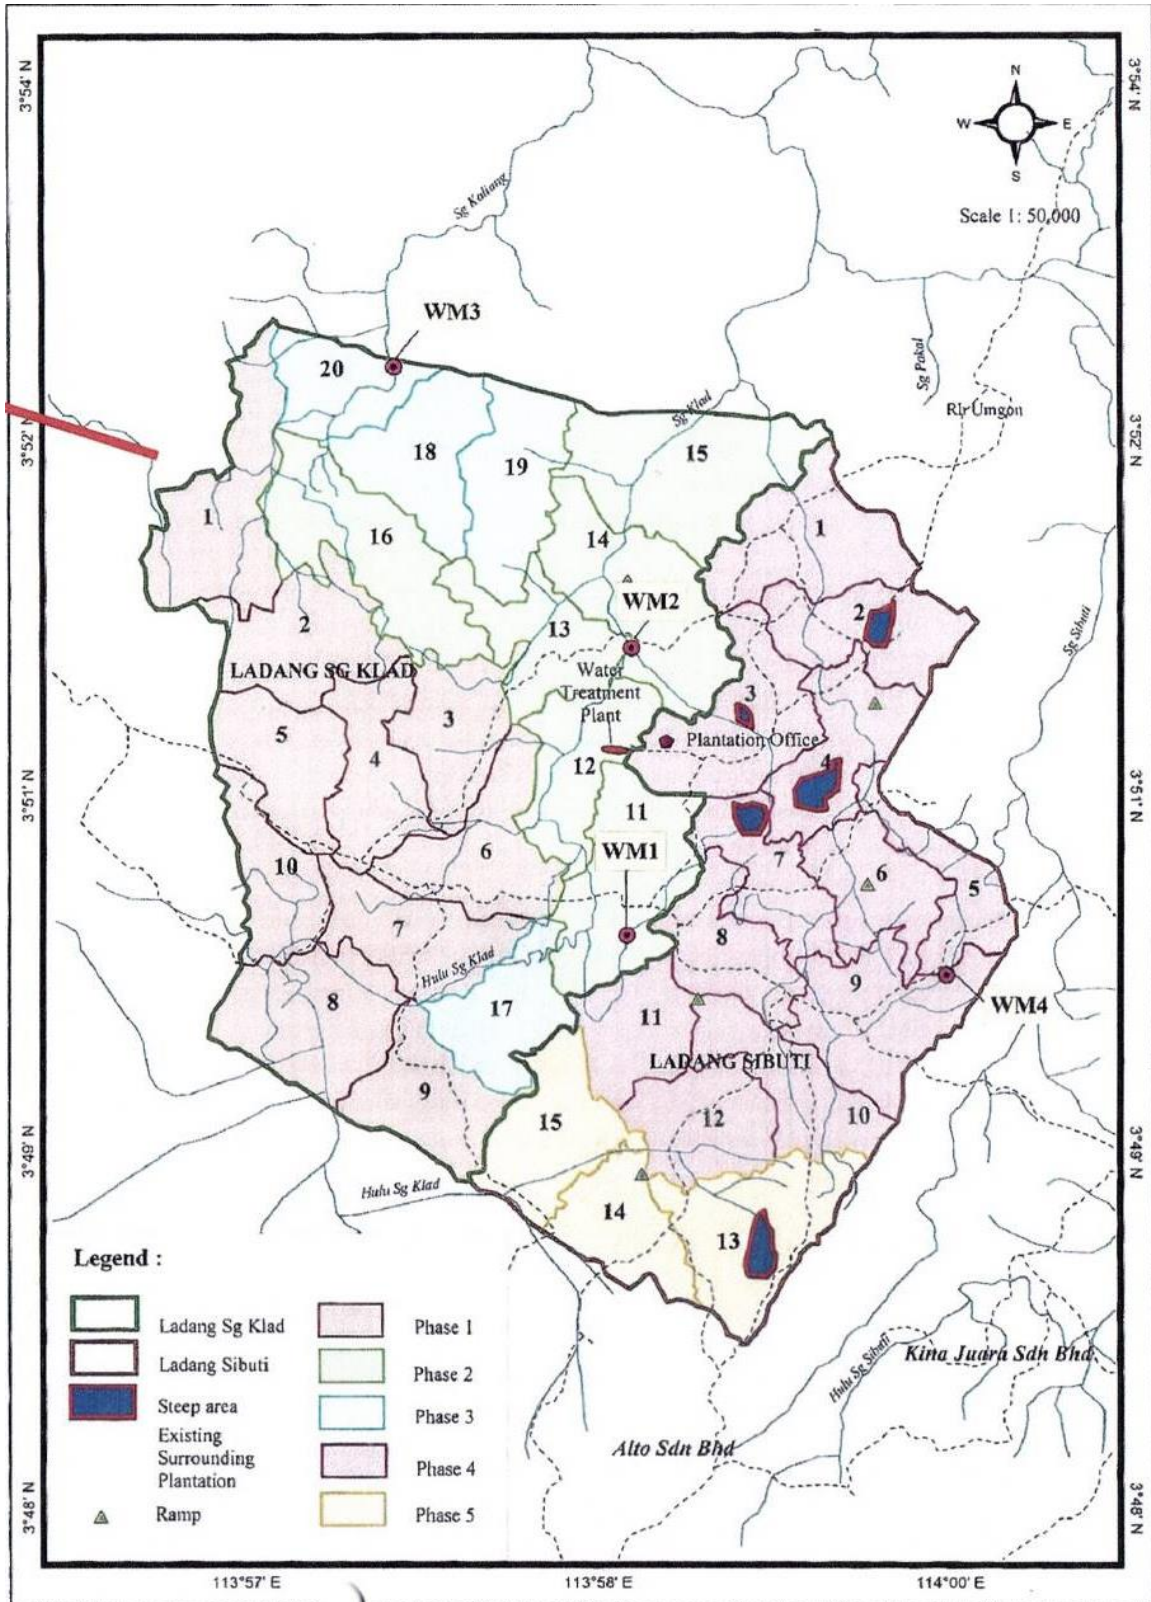 3°54' N
3°54' N
N
W
E
S
Scale 1: 50,000
Sg Kaliang
WM3
Sg Pakal
20
Sg Klad
3°52' N
3°52' N
18
19
15
1
16
14
1
2
WM2
2
13
Sg Sibuti
LADANG SG KLAD
Water
Treatment
Plant
3
3
5
Plantation Office
4
12
4
3°51' N
3°51' N
11
WM1
6
10
7
6
5
7
8
Hulu Sg Klad
9
8
17
11
WM4
LADANG SIBUTI
9
15
12
10
3°49' N
3°49' N
Hulu Sg Klad
14
13
Legend :
Ladang Sg Klad
Phase 1
Ladang Sibuti
Phase 2
Steep area
Phase 3
Existing
Surrounding
Plantation
Phase 4
Ramp
Phase 5
Hulu Sg Sibuti
Kina Juara Sdn Bhd
Alto Sdn Bhd
3°48' N
3°48' N
113°57' E
113°58' E
114°00' E